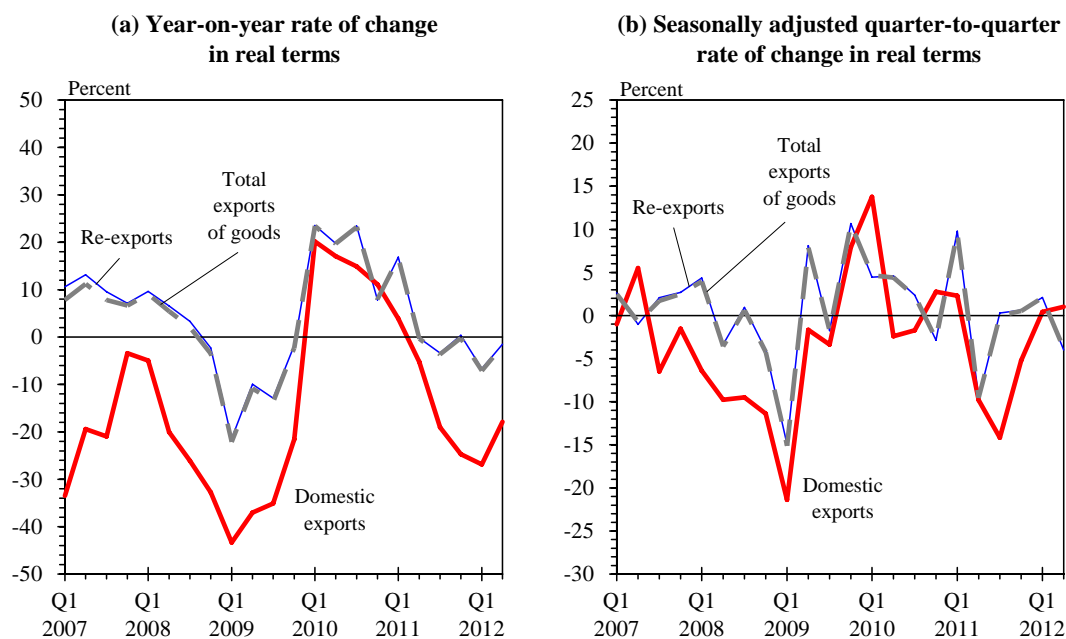 (a) Year-on-year rate of change
in real terms
Percent
50
40
30
20
10
0
-10
-20
-30
-40
-50
Re-exports
Total
exports
of goods
Domestic
exports
Q1 Q1 Q1 Q1 Q1 Q1
2007 2008 2009 2010 2011 2012
(b) Seasonally adjusted quarter-to-quarter
rate of change in real terms
Percent
25
20
15
10
5
0
-5
-10
-15
-20
-25
-30
Re-exports
Total
exports
of goods
Domestic
exports
Q1 Q1 Q1 Q1 Q1 Q1
2007 2008 2009 2010 2011 2012